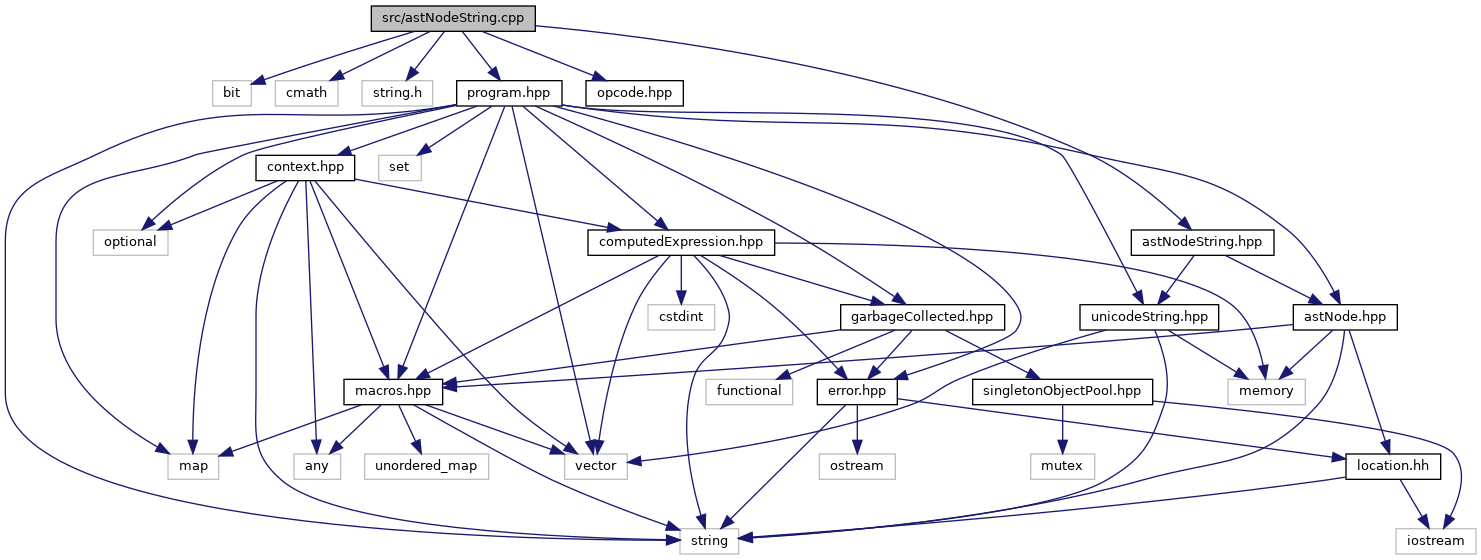 src/astNodeString.cpp
bit
cmath
string.h
program.hpp
opcode.hpp
context.hpp
set
optional
computedExpression.hpp
astNodeString.hpp
cstdint
garbageCollected.hpp
unicodeString.hpp
astNode.hpp
macros.hpp
functional
error.hpp
singletonObjectPool.hpp
memory
map
any
unordered_map
vector
ostream
mutex
location.hh
string
iostream